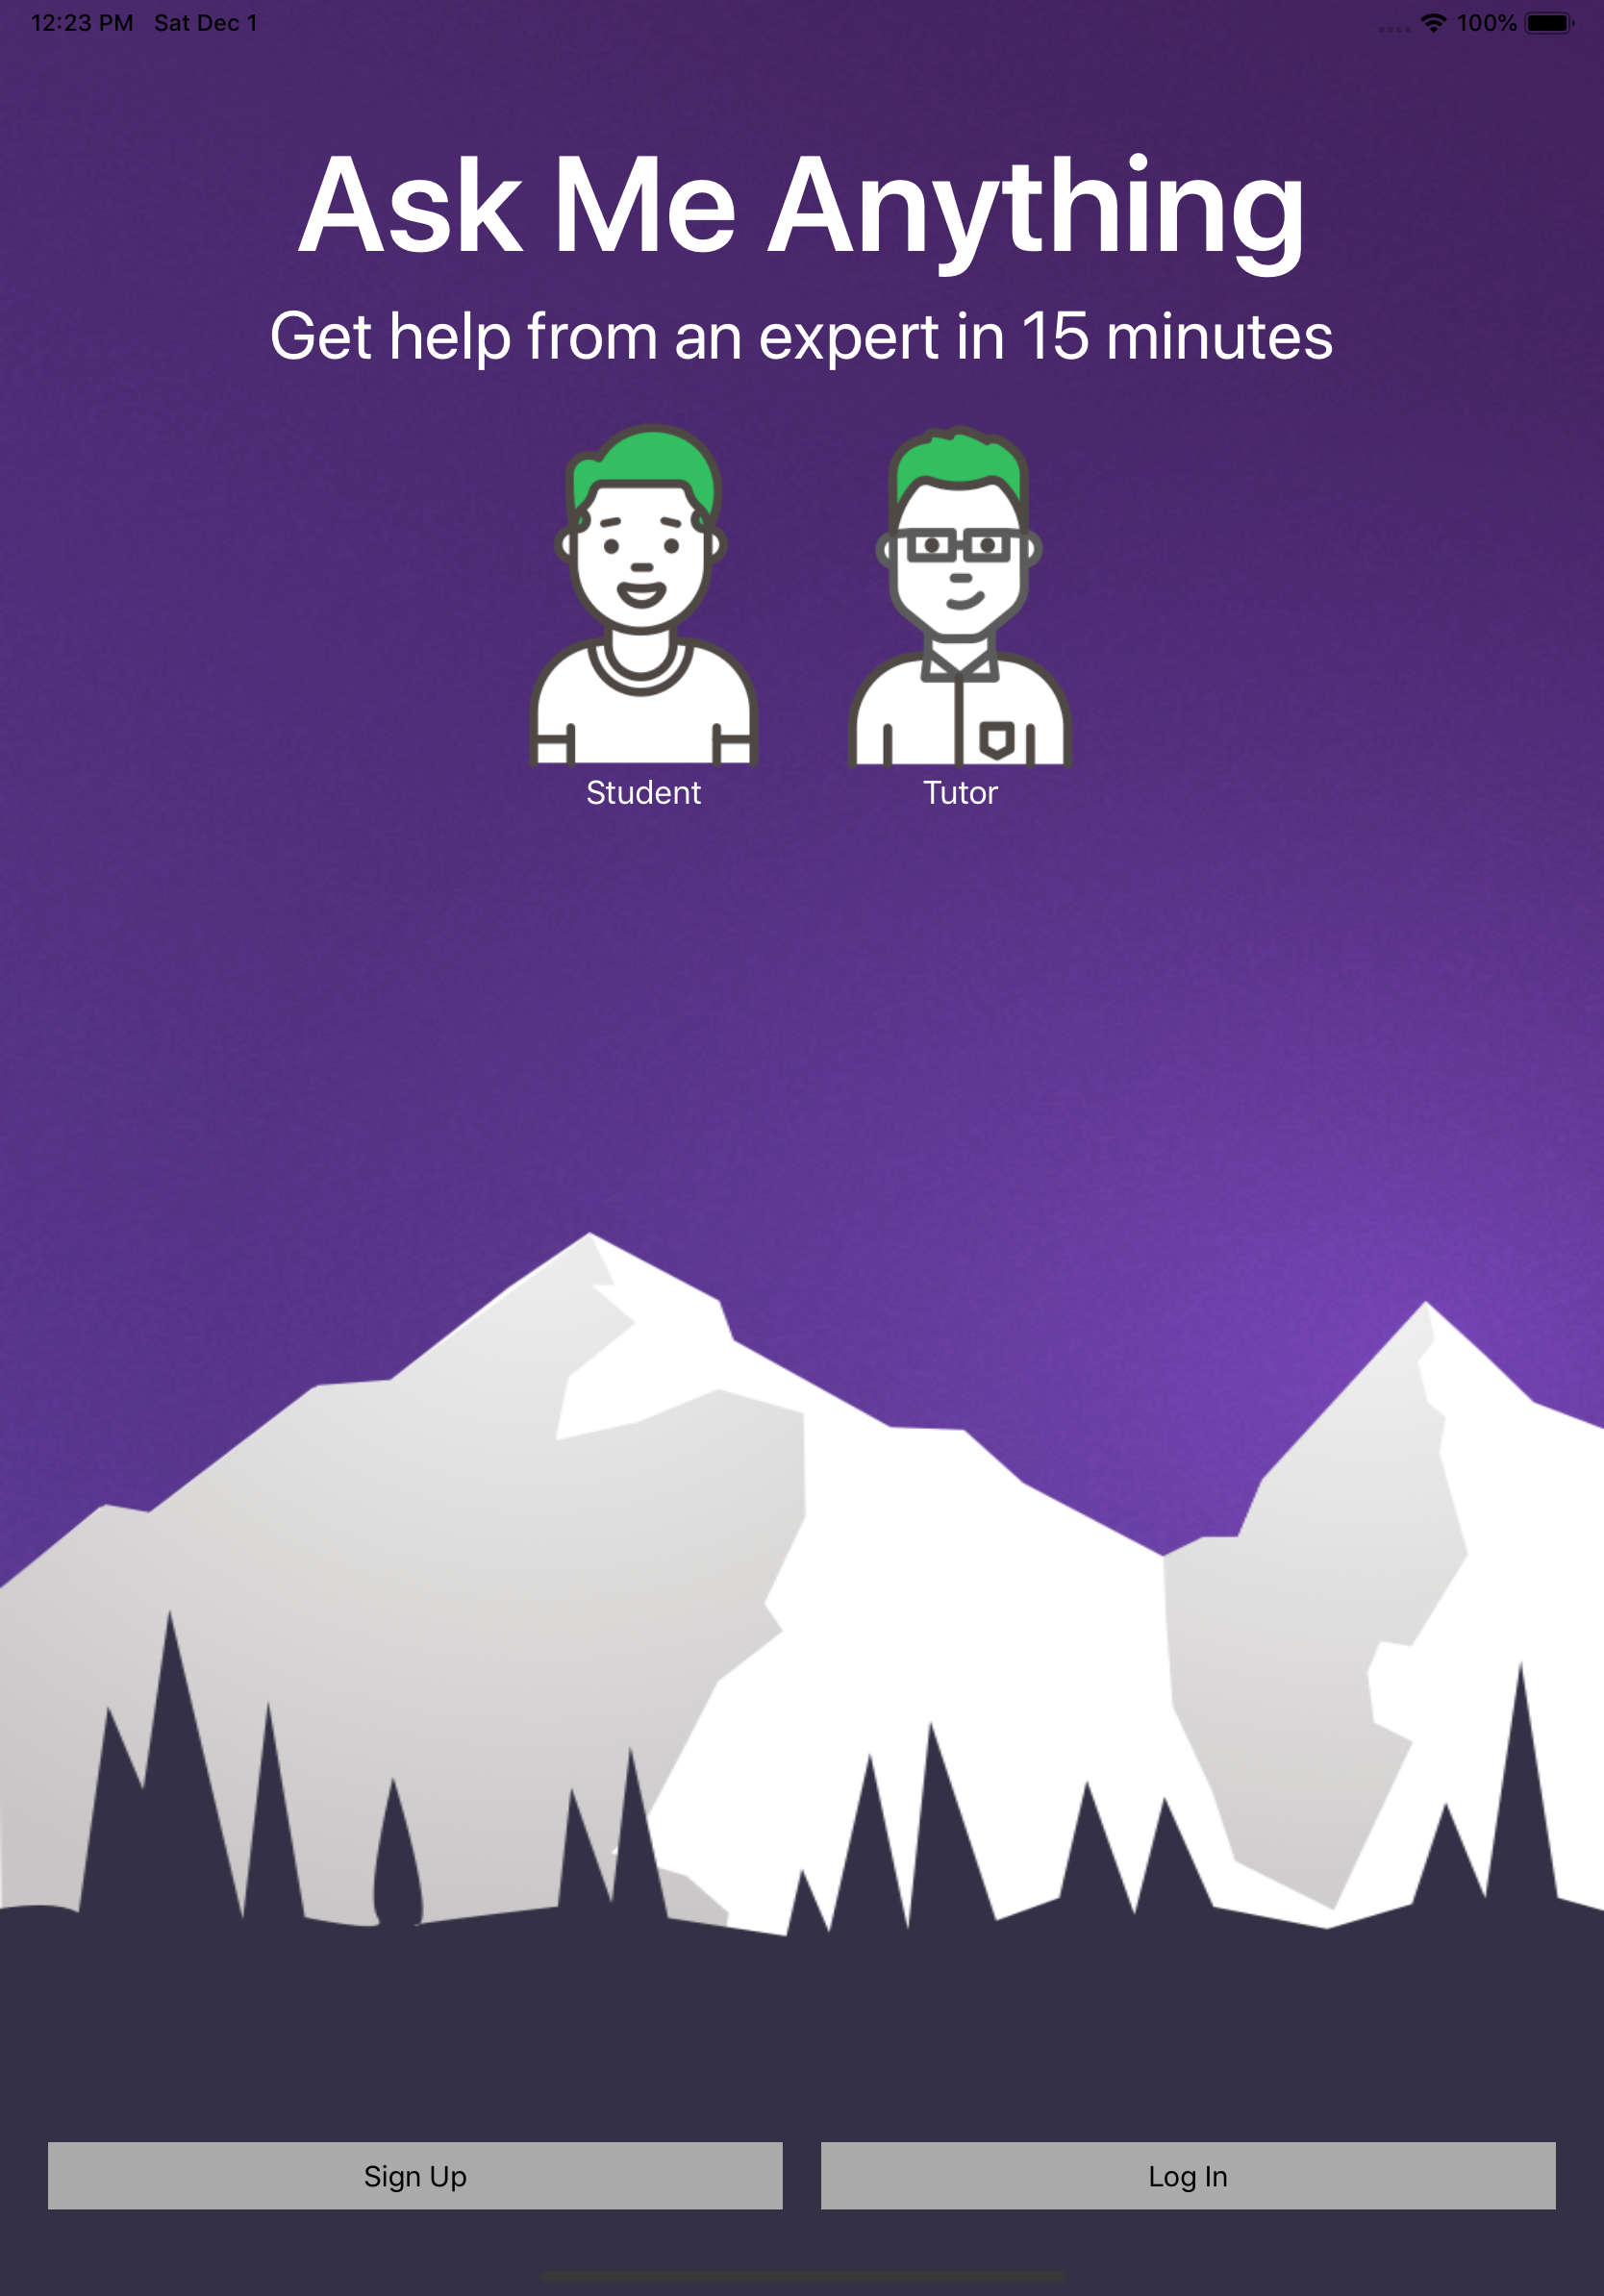 12:23 PM Sat Dec 1 100%
Ask Me Anything
Get help from an expert in 15 minutes
Student Tutor
Sign Up Log In